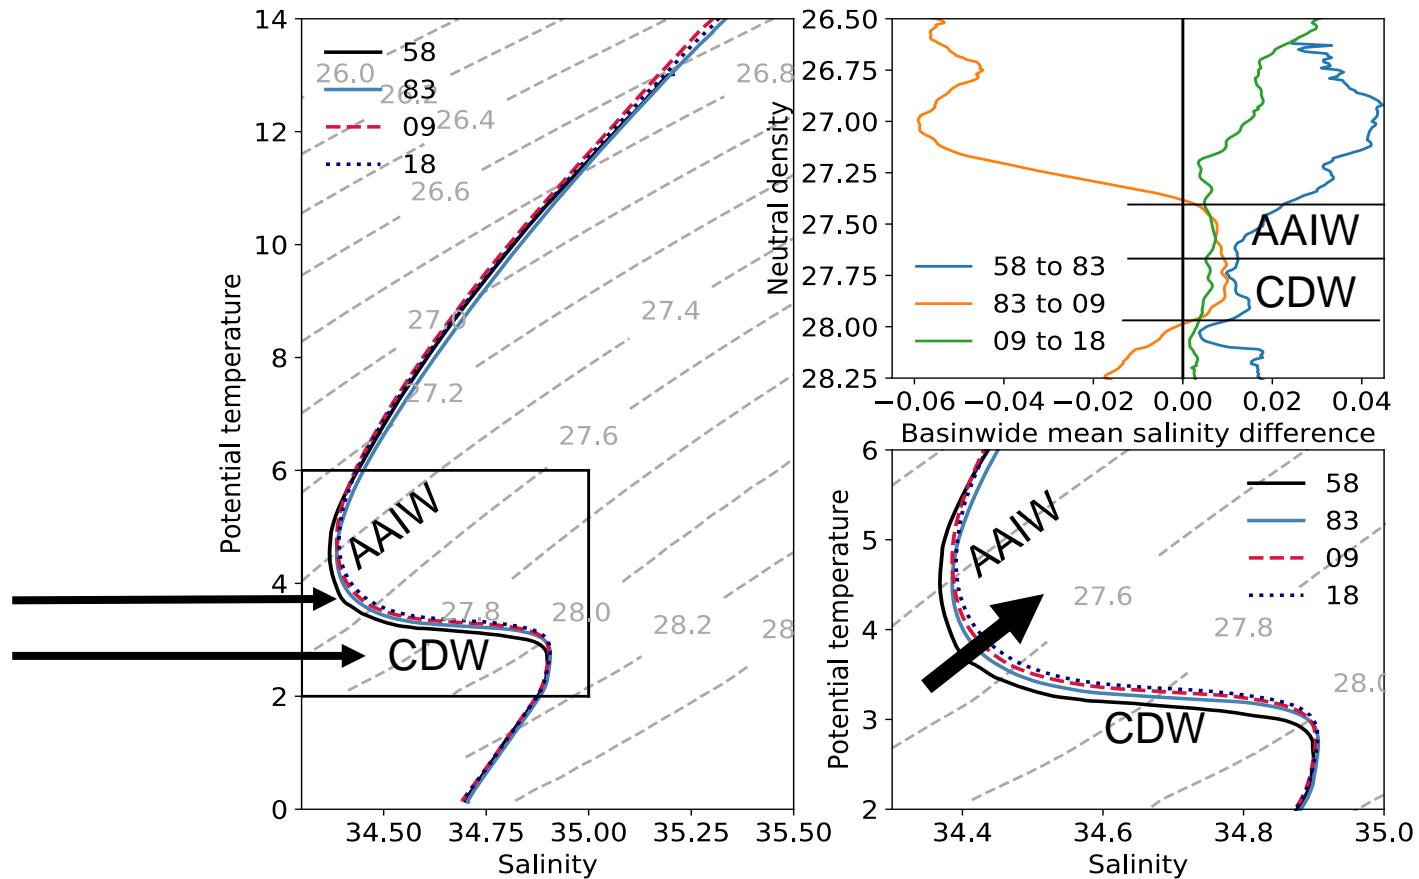 14
12
10
8
6
4
2
0
Potential temperature
58
83
09
18
26.0
26.2
26.4
26.6
26.8
27.0
27.2
27.4
27.6
27.8
28.0
28.2
28
AAIW
CDW
34.50 34.75 35.00 35.25 35.50
Salinity
26.50
26.75
27.00
27.25
27.50
27.75
28.00
28.25
Neutral density
AAIW
CDW
58 to 83
83 to 09
09 to 18
−0.06 −0.04 −0.02 0.00 0.02 0.04
Basinwide mean salinity difference
6
5
4
3
2
Potential temperature
58
83
09
18
AAIW
CDW
27.6
27.8
28.0
34.4 34.6 34.8 35.0
Salinity